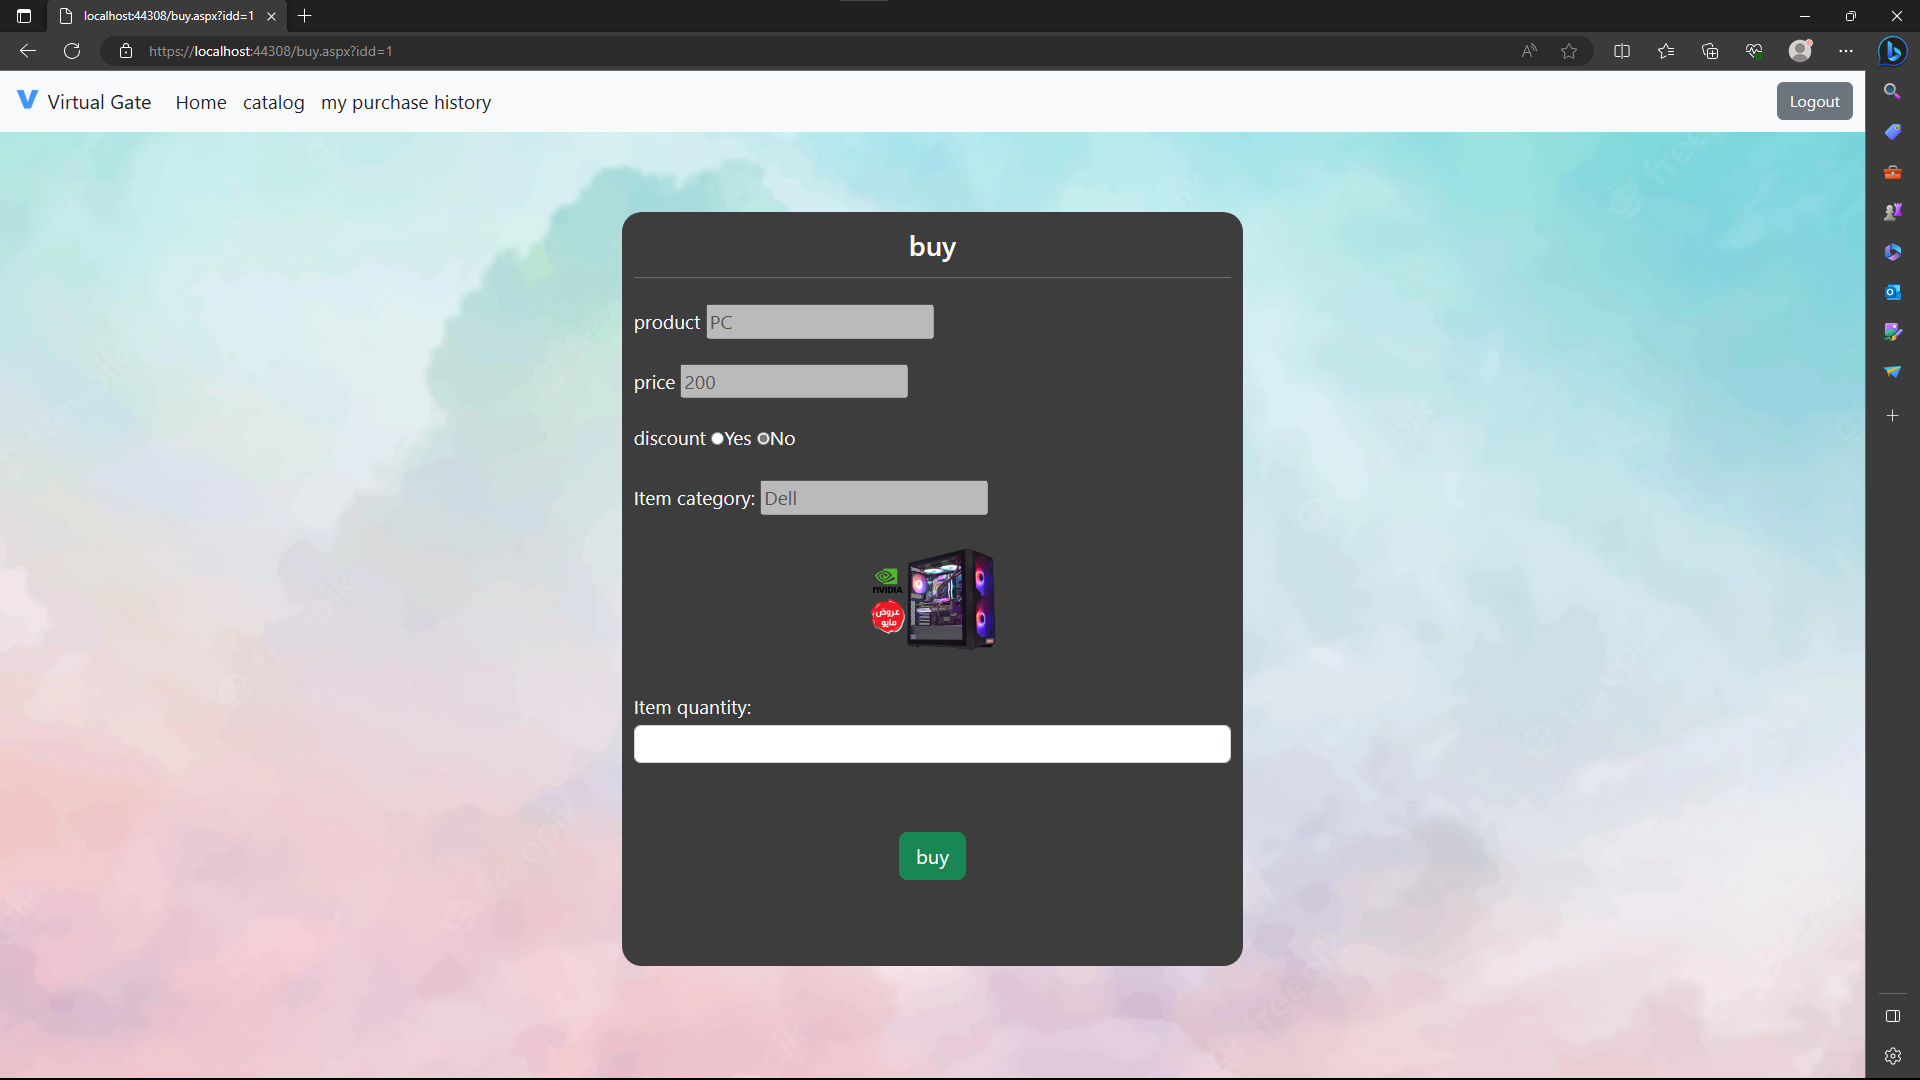 localhost:44308/buy.aspx?idd=1
https://localhost:44308/buy.aspx?idd=1
Virtual Gate Home catalog my purchase history Logout
buy
product PC
price 200
discount Yes No
Item category: Dell
NVIDIA
عروض
مايو
Item quantity:
buy
freepik